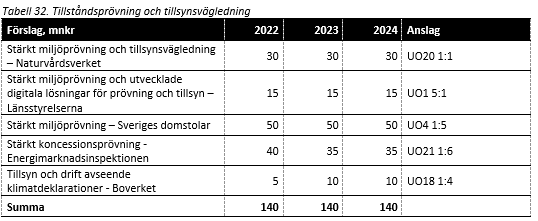 Tabell 32. Tillståndsprövning och tillsynsvägledning
Förslag, mnkr 2022 2023 2024 Anslag
Stärkt miljöprövning och tillsynsvägledning
– Naturvårdsverket 30 30 30 UO20 1:1
Stärkt miljöprövning och utvecklade
digitala lösningar för prövning och tillsyn –
Länsstyrelserna 15 15 15 UO1 5:1
Stärkt miljöprövning – Sveriges domstolar 50 50 50 UO4 1:5
Stärkt koncessionsprövning -
Energimarknadsinspektionen 40 35 35 UO21 1:6
Tillsyn och drift avseende
klimatdeklarationer - Boverket 5 10 10 UO18 1:4
Summa 140 140 140